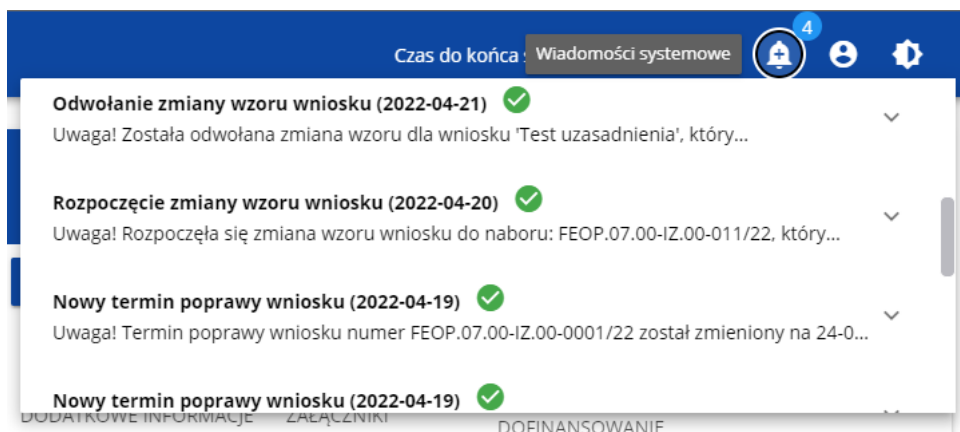 4
Czas do końca
Wiadomości systemowe
Odwołanie zmiany wzoru wniosku (2022-04-21)
Uwaga! Została odwołana zmiana wzoru dla wniosku 'Test uzasadnienia', który...
Rozpoczęcie zmiany wzoru wniosku (2022-04-20)
Uwaga! Rozpoczęła się zmiana wzoru wniosku do naboru: FEOP.07.00-IZ.00-011/22, który...
Nowy termin poprawy wniosku (2022-04-19)
Uwaga! Termin poprawy wniosku numer FEOP.07.00-IZ.00-0001/22 został zmieniony na 24-0...
Nowy termin poprawy wniosku (2022-04-19)
DODATKOWE INFORMACJE ZAŁĄCZNIKI
DOFINANSOWANIE